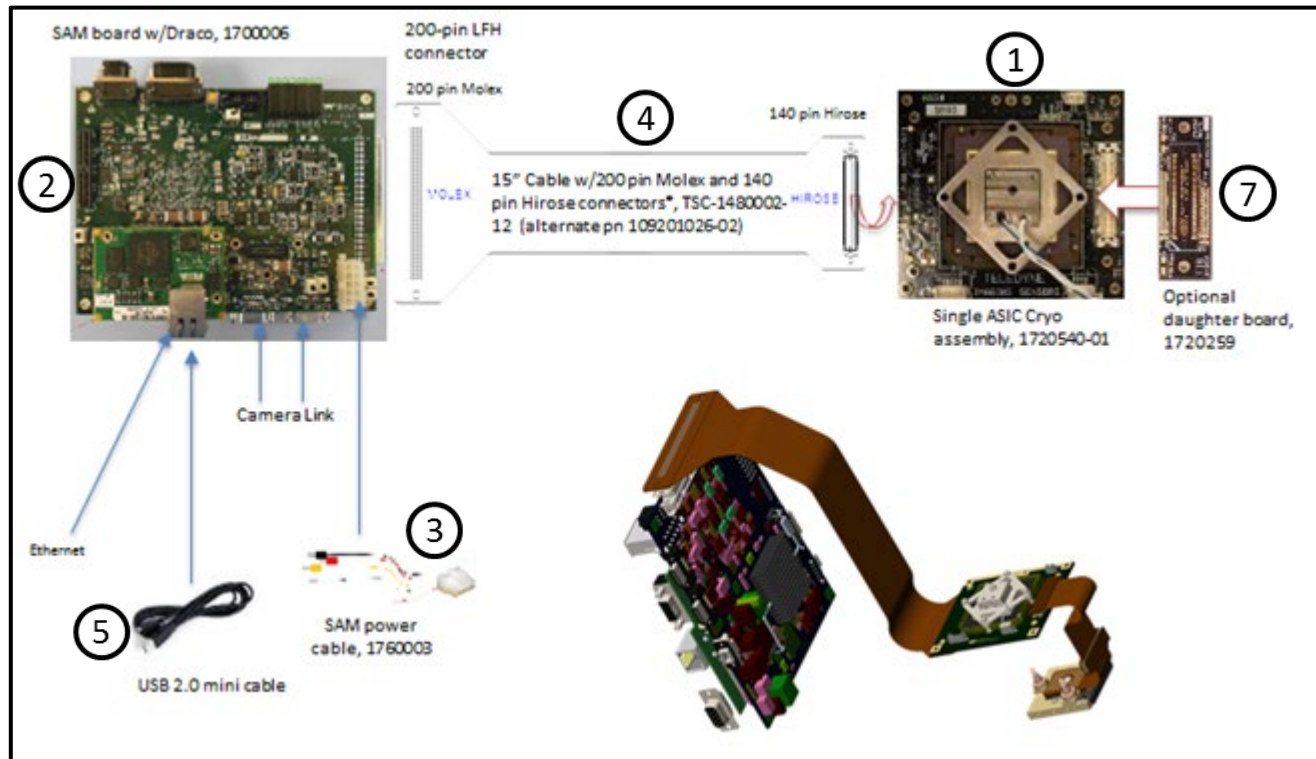 SAM board w/Draco, 1700006
200-pin LFH
connector
200 pin Molex
4
1
140 pin Hirose
2
MOLEX
15" Cable w/200 pin Molex and 140
pin Hirose connectors*, TSC-1480002-
12 (alternate pn 109201026-02)
HIROSE
7
TELEDYNE
Single ASIC Cryo
assembly, 1720540-01
Optional
daughter board,
1720259
Camera Link
Ethernet
3
5
SAM power
cable, 1760003
USB 2.0 mini cable